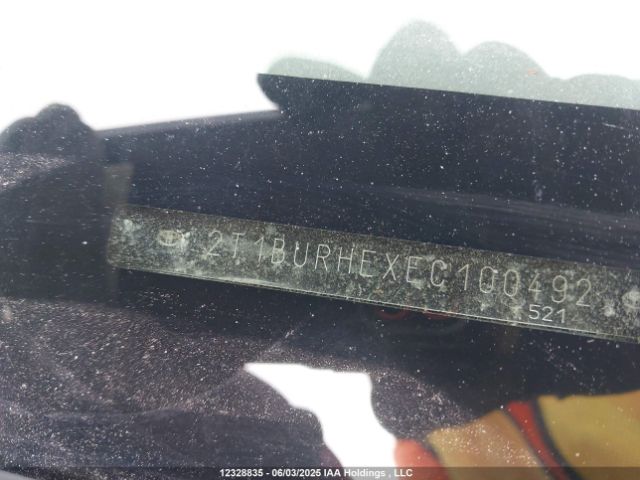 2T1BURHEXEC100492
521
12328835 - 06/03/2025 IAA Holdings , LLC